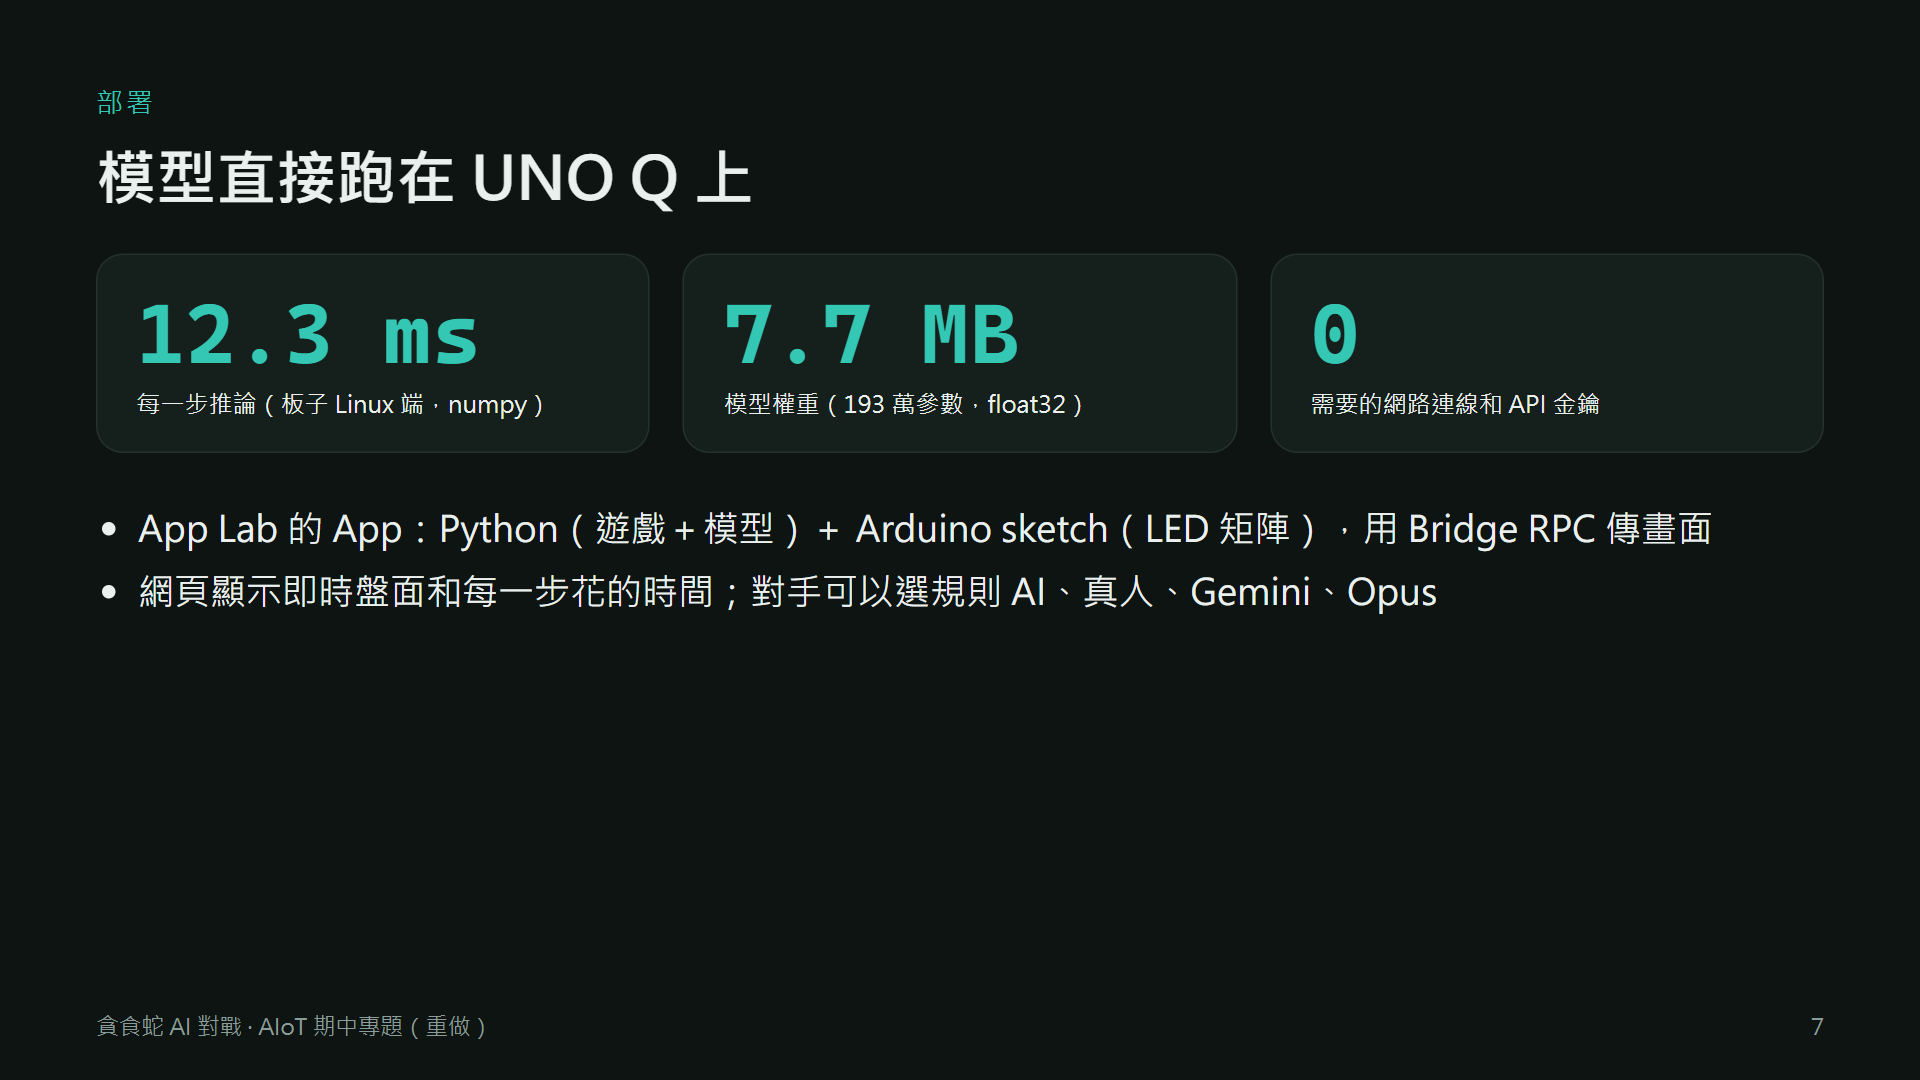 部署
模型直接跑在 UNO Q 上
12.3 ms
每一步推論（板子 Linux 端，numpy）
7.7 MB
模型權重（193 萬參數，float32）
0
需要的網路連線和 API 金鑰
• App Lab 的 App：Python（遊戲 + 模型）+ Arduino sketch（LED 矩陣），用 Bridge RPC 傳畫面
• 網頁顯示即時盤面和每一步花的時間；對手可以選規則 AI、真人、Gemini、Opus
貪食蛇 AI 對戰 · AIoT 期中專題（重做）
7